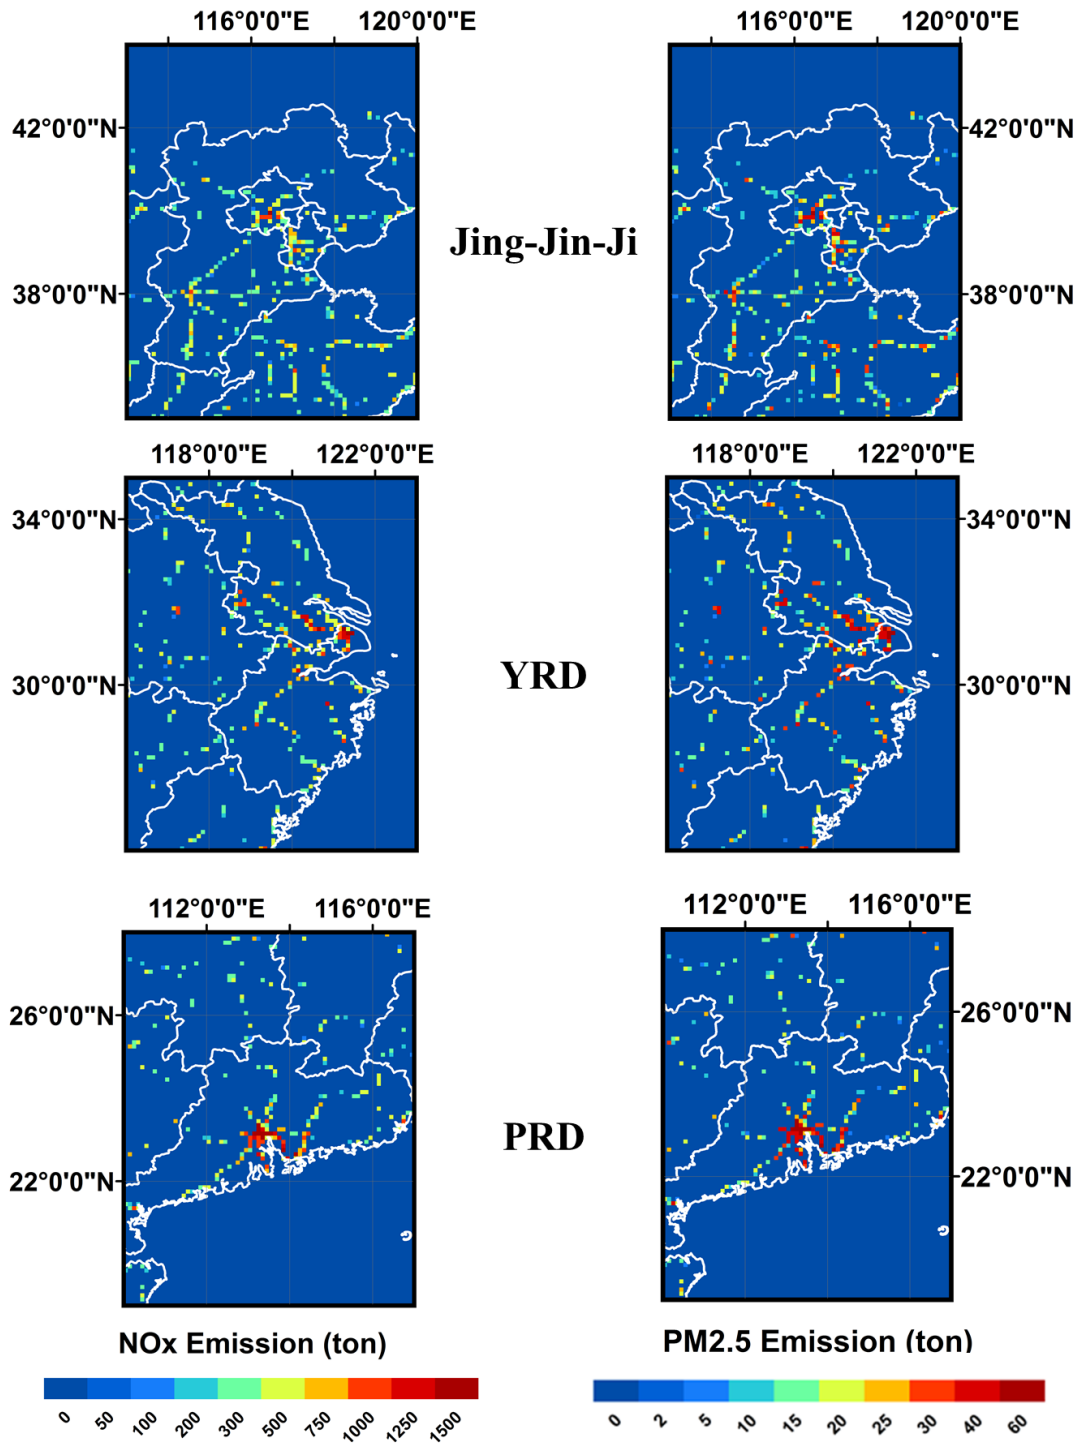 116°0'0"E 120°0'0"E 116°0'0"E 120°0'0"E
42°0'0"N 42°0'0"N
Jing-Jin-Ji
38°0'0"N 38°0'0"N
118°0'0"E 122°0'0"E 118°0'0"E 122°0'0"E
34°0'0"N 34°0'0"N
YRD
30°0'0"N 30°0'0"N
112°0'0"E 116°0'0"E 112°0'0"E 116°0'0"E
26°0'0"N 26°0'0"N
PRD
22°0'0"N 22°0'0"N
NOx Emission (ton) PM2.5 Emission (ton)
0 50 100 200 300 500 750 1000 1250 1500 0 2 5 10 15 20 25 30 40 60